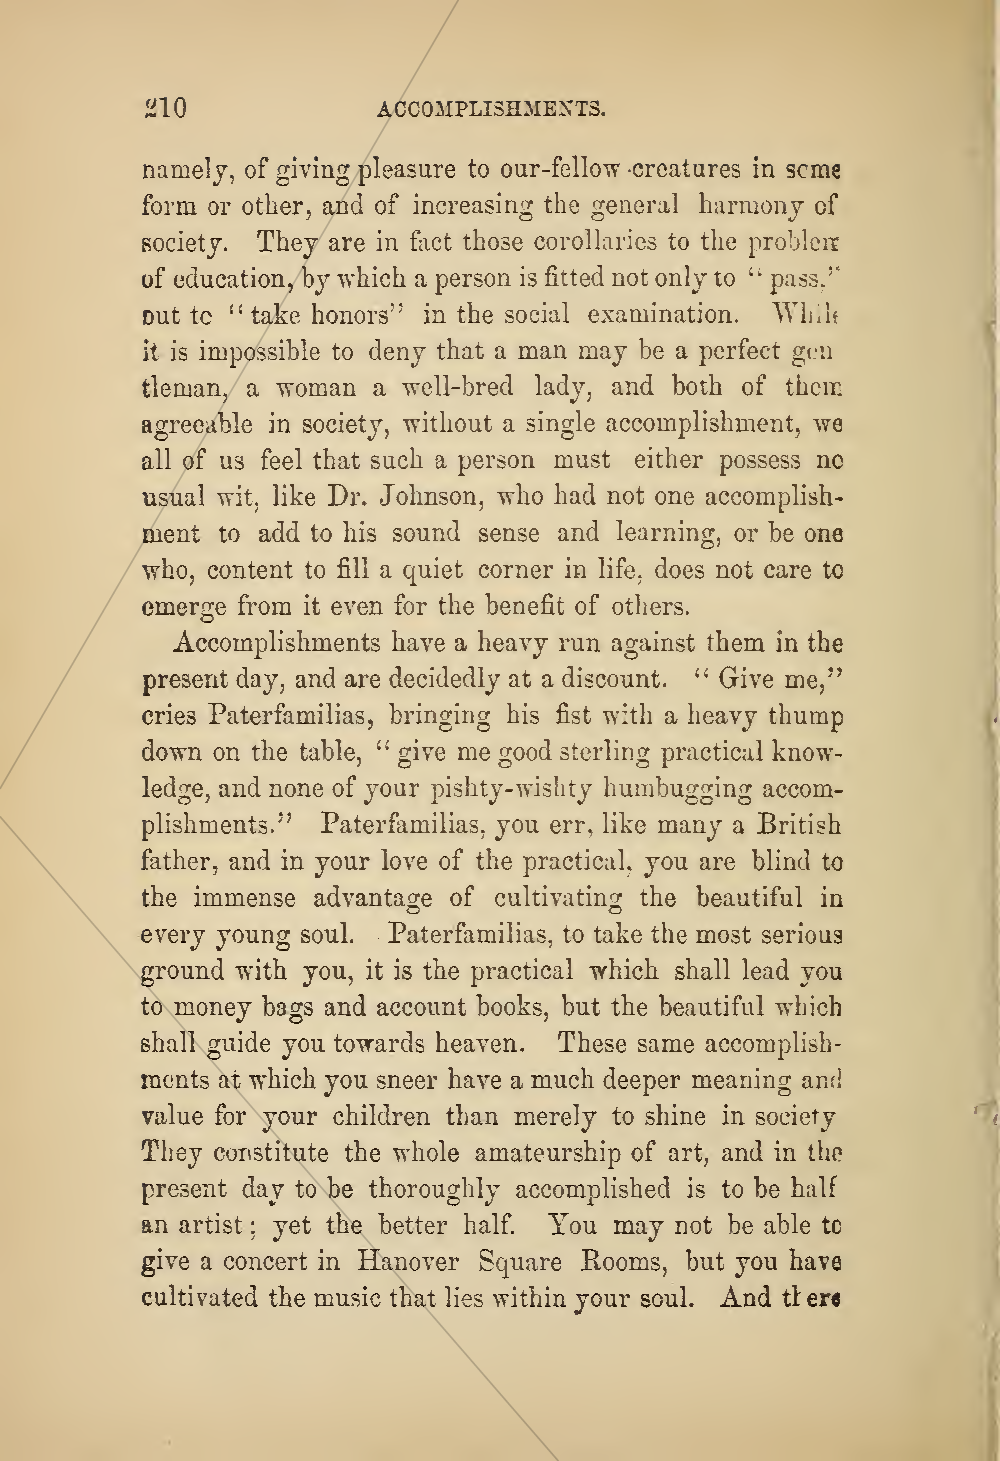 210 ACCOMPLISHMENTS.
namely, of giving pleasure to our-fellow-creatures in some
form or other, and of increasing the general harmony of
society. They are in fact those corollaries to the problem
of education, by which a person is fitted not only to “ pass,”
but to “ take honors” in the social examination. While
it is impossible to deny that a man may be a perfect gen
tleman, a woman a well-bred lady, and both of them
agreeable in society, without a single accomplishment, we
all of us feel that such a person must either possess no
usual wit, like Dr. Johnson, who had not one accomplish-
ment to add to his sound sense and learning, or be one
who, content to fill a quiet corner in life, does not care to
emerge from it even for the benefit of others.
Accomplishments have a heavy run against them in the
present day, and are decidedly at a discount. “ Give me,”
cries Paterfamilias, bringing his fist with a heavy thump
down on the table, “ give me good sterling practical know-
ledge, and none of your pishty-wishty humbugging accom-
plishments.” Paterfamilias, you err, like many a British
father, and in your love of the practical, you are blind to
the immense advantage of cultivating the beautiful in
every young soul. Paterfamilias, to take the most serious
ground with you, it is the practical which shall lead you
to money bags and account books, but the beautiful which
shall guide you towards heaven. These same accomplish-
ments at which you sneer have a much deeper meaning and
value for your children than merely to shine in society
They constitute the whole amateurship of art, and in the
present day to be thoroughly accomplished is to be half
an artist; yet the better half. You may not be able to
give a concert in Hanover Square Rooms, but you have
cultivated the music that lies within your soul. And there